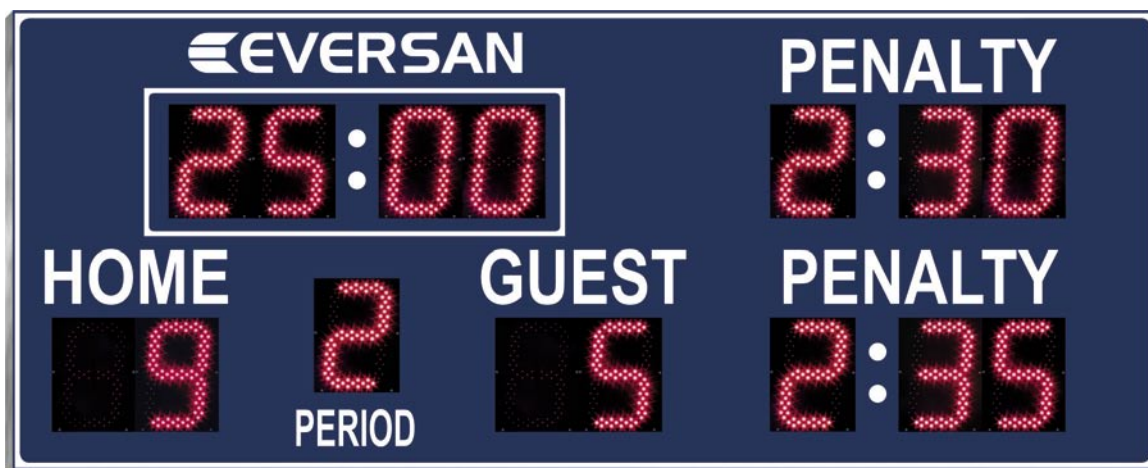 EVERSAN
PENALTY
25:00
2:30
HOME
GUEST
PENALTY
9
2
5
2:35
PERIOD